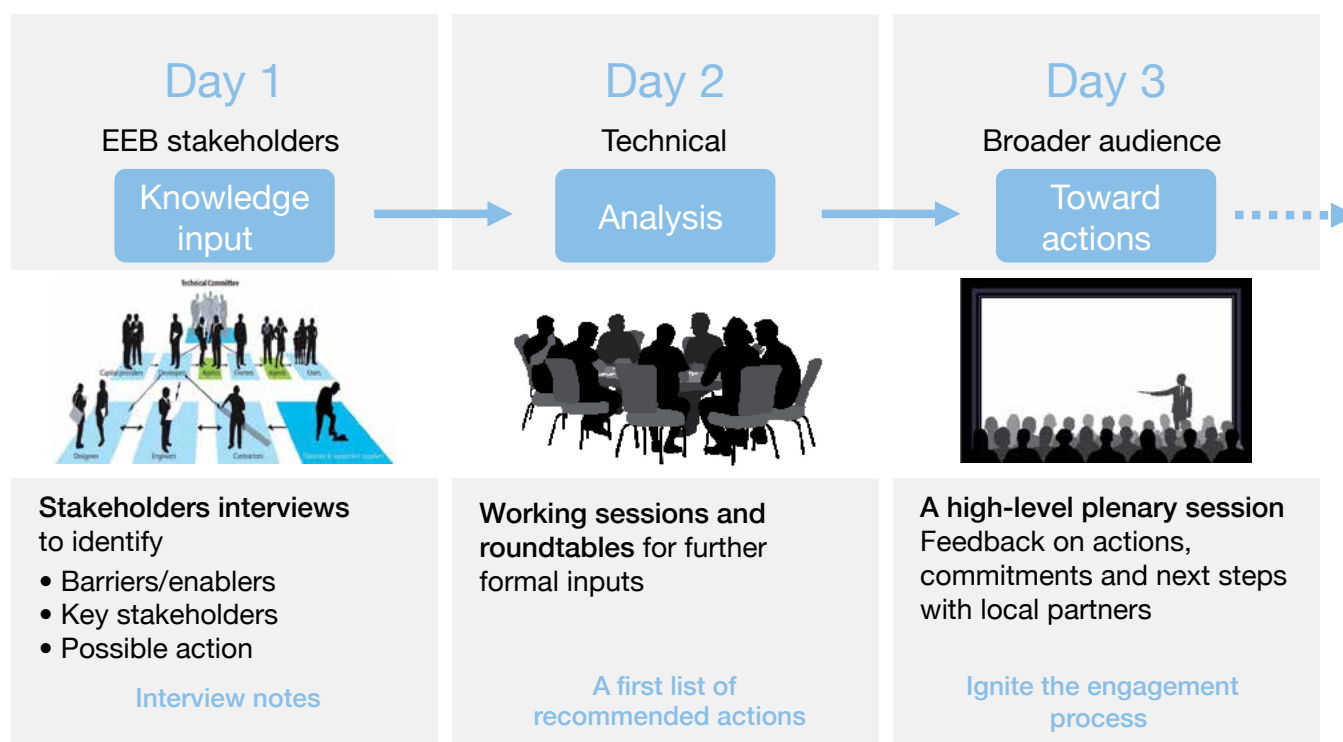 Day 1
EEB stakeholders
Knowledge
input
Technical Committee
Capital providers
Developers
Agents
Owners
Agents
Users
Designers
Engineers
Contractors
Materials & equipment suppliers
Stakeholders interviews
to identify
• Barriers/enablers
• Key stakeholders
• Possible action
Interview notes
Day 2
Technical
Analysis
Working sessions and
roundtables for further
formal inputs
A first list of
recommended actions
Day 3
Broader audience
Toward
actions
A high-level plenary session
Feedback on actions,
commitments and next steps
with local partners
Ignite the engagement
process